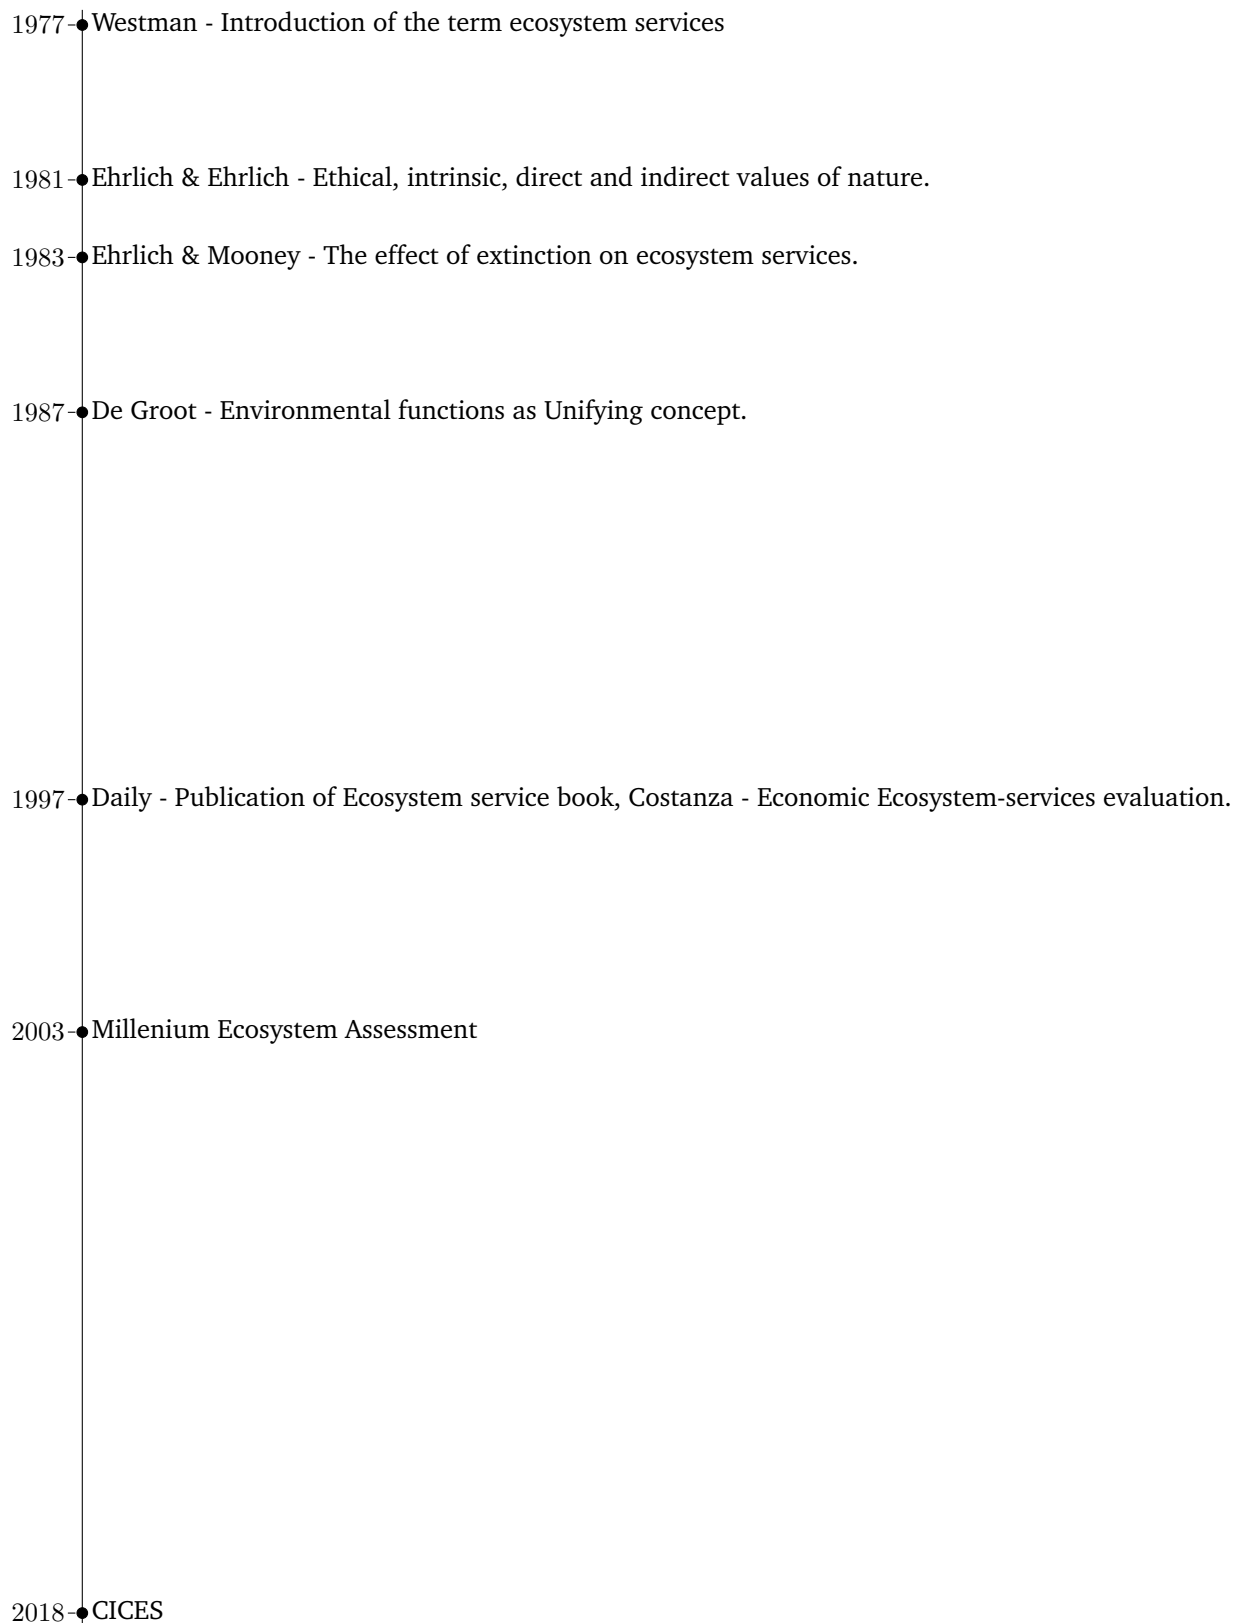 1977 Westman - Introduction of the term ecosystem services
1981 Ehrlich & Ehrlich - Ethical, intrinsic, direct and indirect values of nature.
1983 Ehrlich & Mooney - The effect of extinction on ecosystem services.
1987 De Groot - Environmental functions as Unifying concept.
1997 Daily - Publication of Ecosystem service book, Costanza - Economic Ecosystem-services evaluation.
2003 Millenium Ecosystem Assessment
2018 CICES